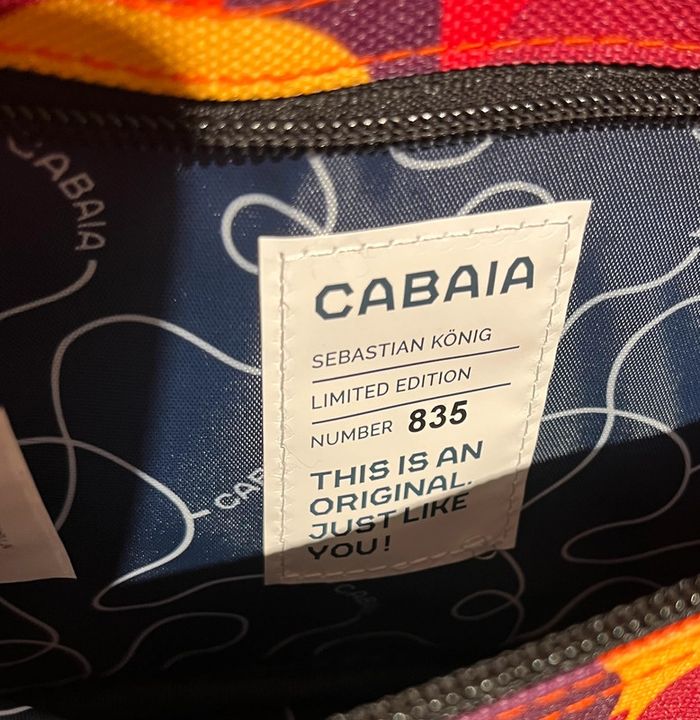 CABAIA
CABAIA
SEBASTIAN KÖNIG
LIMITED EDITION
NUMBER 835
THIS IS AN
ORIGINAL.
JUST LIKE
YOU!